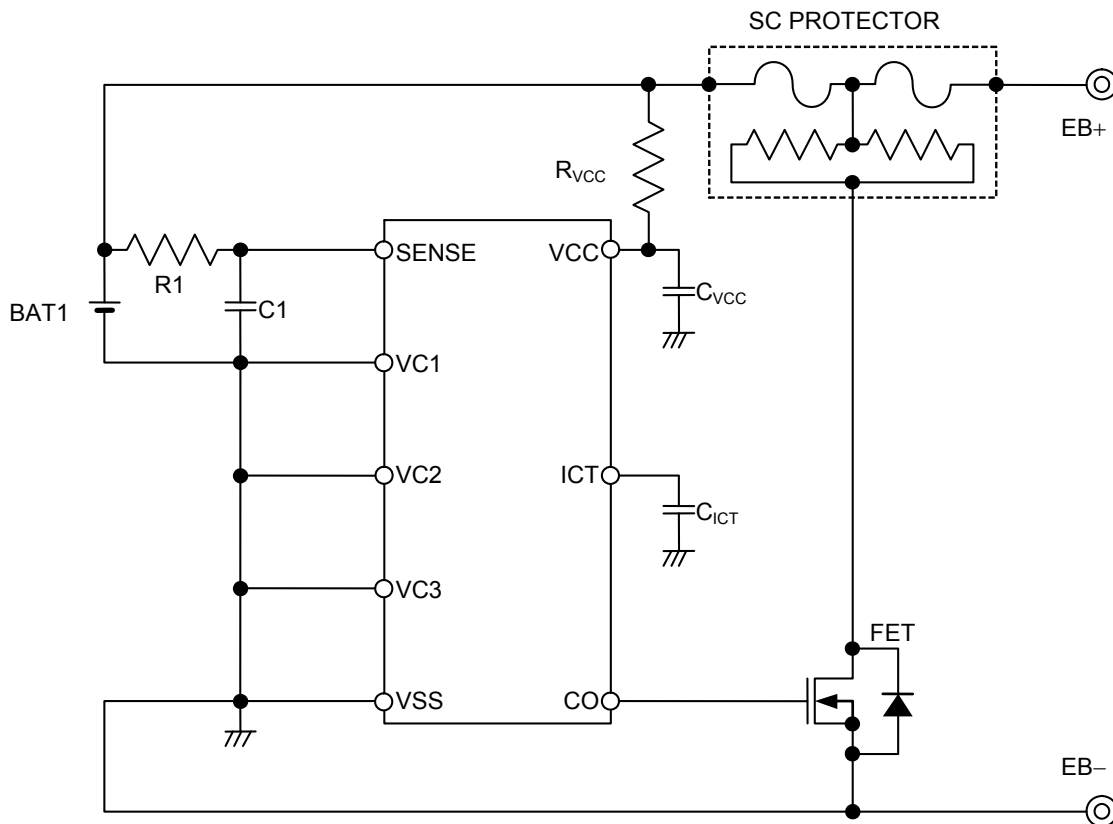 SC PROTECTOR
EB+
RVCC
SENSE
VCC
R1
CVCC
BAT1
C1
VC1
VC2
ICT
CICT
VC3
FET
VSS
CO
EB−